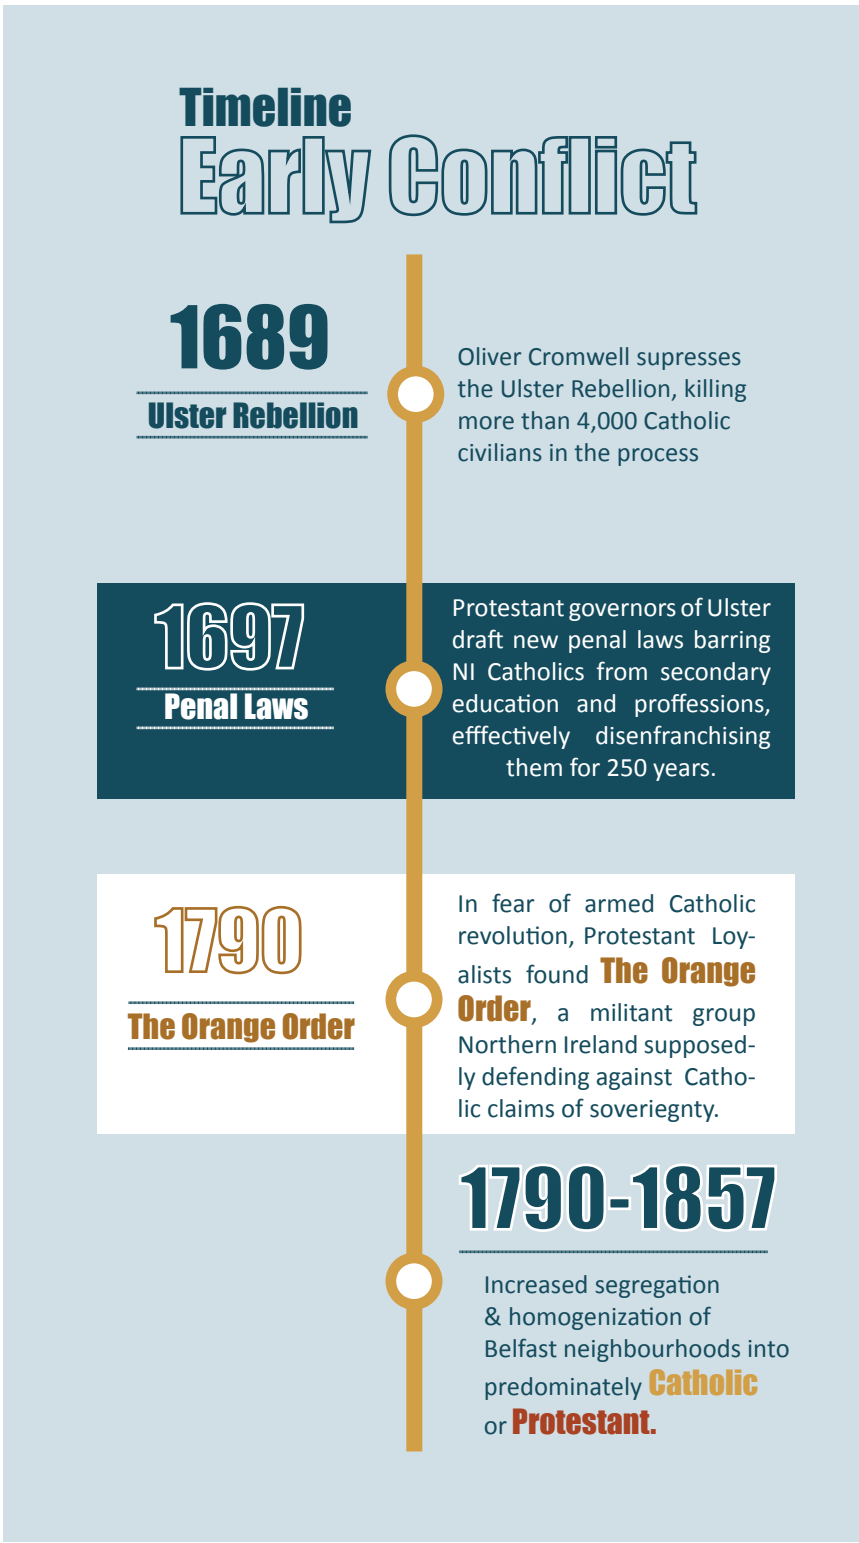 Timeline
Early Conflict
1689
Ulster Rebellion
Oliver Cromwell supresses
the Ulster Rebellion, killing
more than 4,000 Catholic
civilians in the process
1697
Penal Laws
Protestant governors of Ulster
draft new penal laws barring
NI Catholics from secondary
education and proffessions,
efffectively disenfranchising
them for 250 years.
1790
The Orange Order
In fear of armed Catholic
revolution, Protestant Loy-
alists found The Orange
Order, a militant group
Northern Ireland supposed-
ly defending against Catho-
lic claims of soveriegnty.
1790-1857
Increased segregation
& homogenization of
Belfast neighbourhoods into
predominately Catholic
or Protestant.